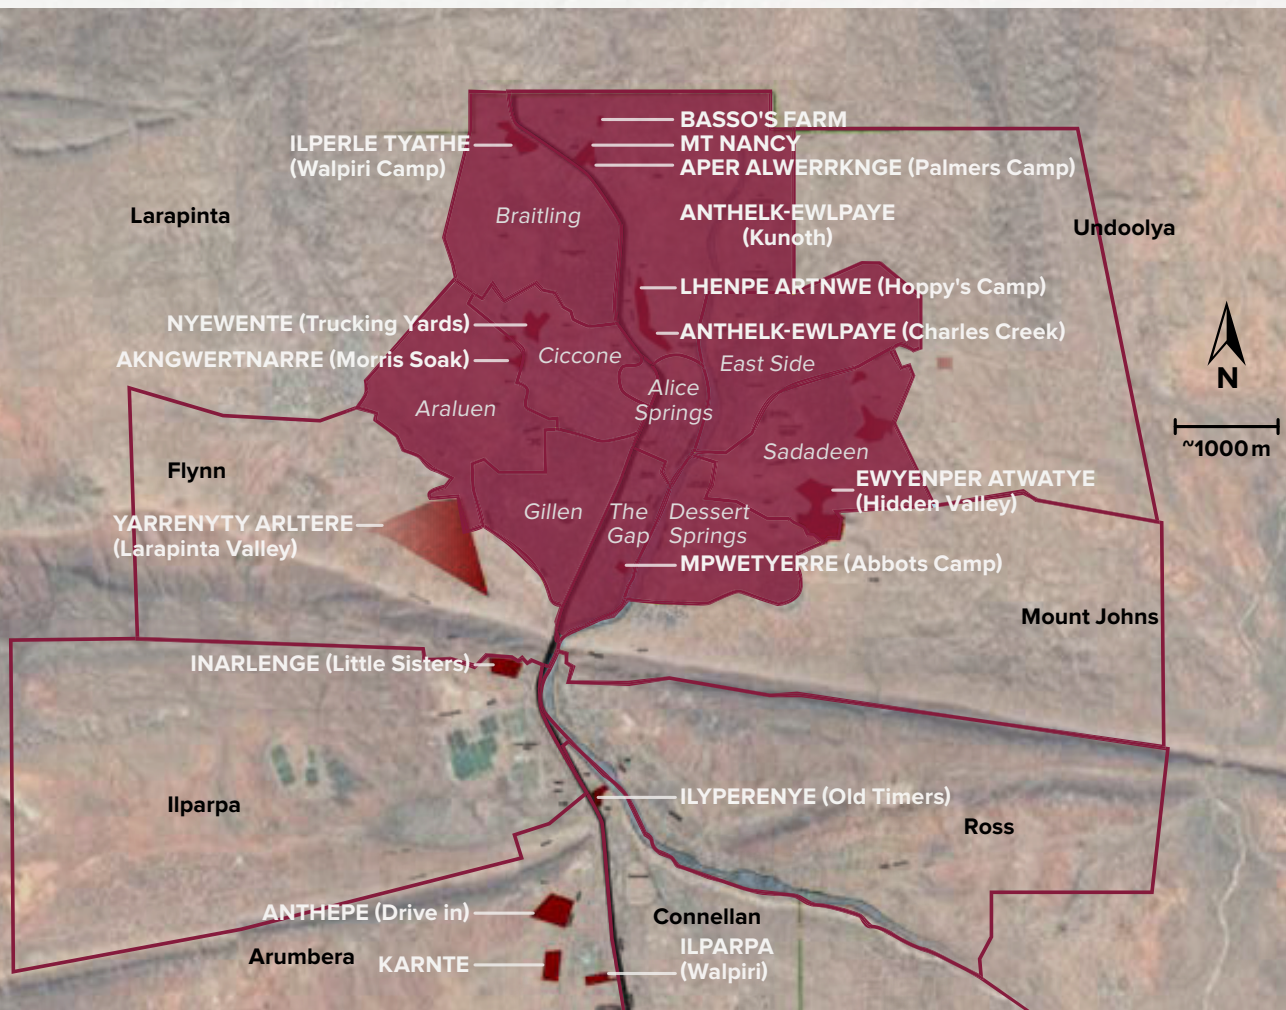 BASSO'S FARM
ILPERLE TYATHE
(Walpiri Camp)
MT NANCY
APER ALWERRKNGE (Palmers Camp)
Larapinta
Braitling
ANTHELK-EWLPAYE
(Kunoth)
Undoolya
LHENPE ARTNWE (Hoppy's Camp)
NYEWENTE (Trucking Yards)
ANTHELK-EWLPAYE (Charles Creek)
AKNGWERTNARRE (Morris Soak)
Ciccone
East Side
N
Alice
Springs
Araluen
~1000 m
Flynn
Sadadeen
EWYENPER ATWATYE
(Hidden Valley)
YARRENYTY ARLTERE
(Larapinta Valley)
Gillen
The
Gap
Dessert
Springs
MPWETYERRE (Abbots Camp)
Mount Johns
INARLENGE (Little Sisters)
Ilparpa
ILYPERENYE (Old Timers)
Ross
ANTHEPE (Drive in)
Connellan
Arumbera
KARNTE
ILPARPA
(Walpiri)